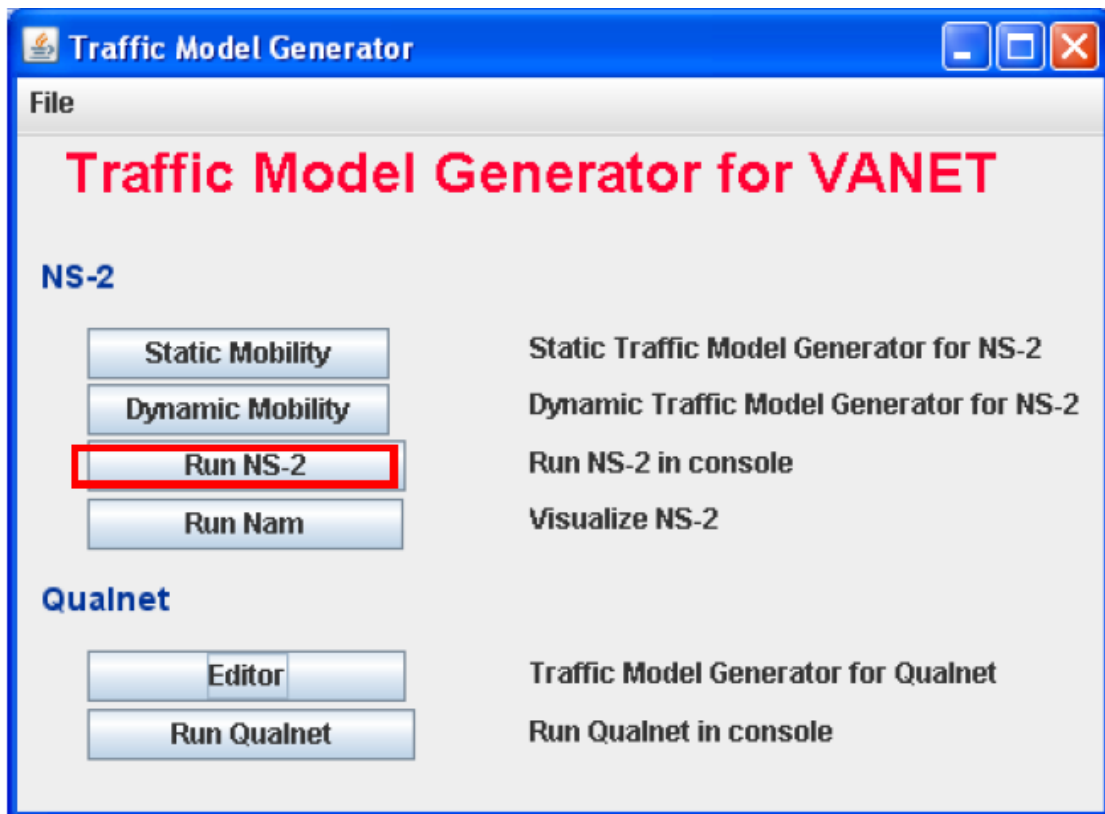 Traffic Model Generator
File
Traffic Model Generator for VANET
NS-2
Static Mobility Static Traffic Model Generator for NS-2
Dynamic Mobility Dynamic Traffic Model Generator for NS-2
Run NS-2 Run NS-2 in console
Run Nam Visualize NS-2
Qualnet
Editor Traffic Model Generator for Qualnet
Run Qualnet Run Qualnet in console